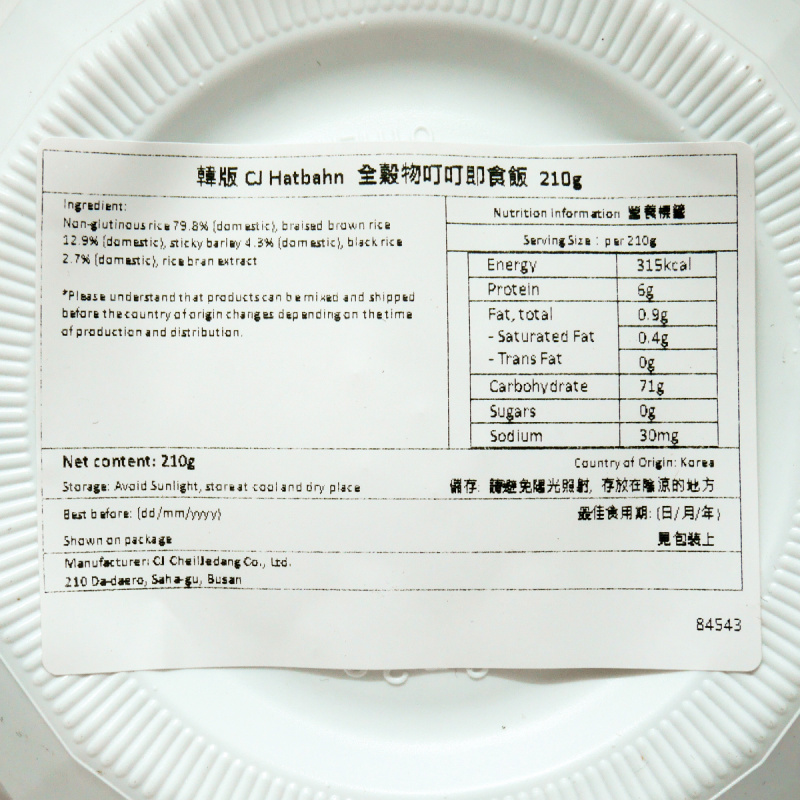 韓版 CJ Hatbahn 全穀物叮叮即食飯 210g
Ingredient:
Non-glutinous rice 79.8% (domestic), braised brown rice
12.9% (domestic), sticky barley 4.3% (domestic), black rice
2.7% (domestic), rice bran extract
*Please understand that products can be mixed and shipped
before the country of origin changes depending on the time
of production and distribution.
Nutrition information 營養標籤
Serving Size : per 210g
Energy 315kcal
Protein 6g
Fat, total 0.9g
- Saturated Fat 0.4g
- Trans Fat 0g
Carbohydrate 71g
Sugars 0g
Sodium 30mg
Net content: 210g
Country of Origin: Korea
Storage: Avoid Sunlight, store at cool and dry place
儲存: 請避免陽光照射, 存放在陰涼的地方
Best before: (dd/mm/yyyy)
最佳食用期: (日/月/年)
Shown on package
見包裝上
Manufacturer: CJ CheilJedang Co., Ltd.
210 Da-daero, Saha-gu, Busan
84543